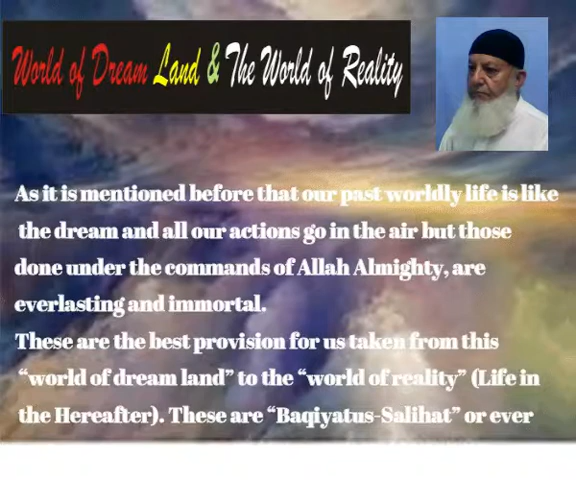 World of Dream Land & The World of Reality
As it is mentioned before that our past worldly life is like
the dream and all our actions go in the air but those
done under the commands of Allah Almighty, are
everlasting and immortal.
These are the best provision for us taken from this
“world of dream land” to the “world of reality” (Life in
the Hereafter). These are “Baqiyatus-Salihat” or ever